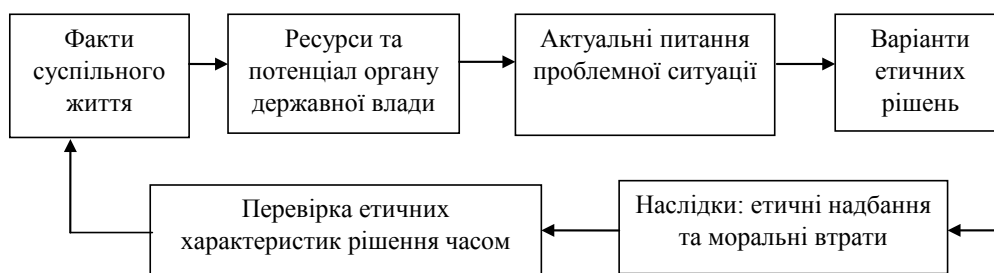 Факти
суспільного
життя
Ресурси та
потенціал органу
державної влади
Актуальні питання
проблемної ситуації
Варіанти
етичних
рішень
Перевірка етичних
характеристик рішення часом
Наслідки: етичні надбання
та моральні втрати